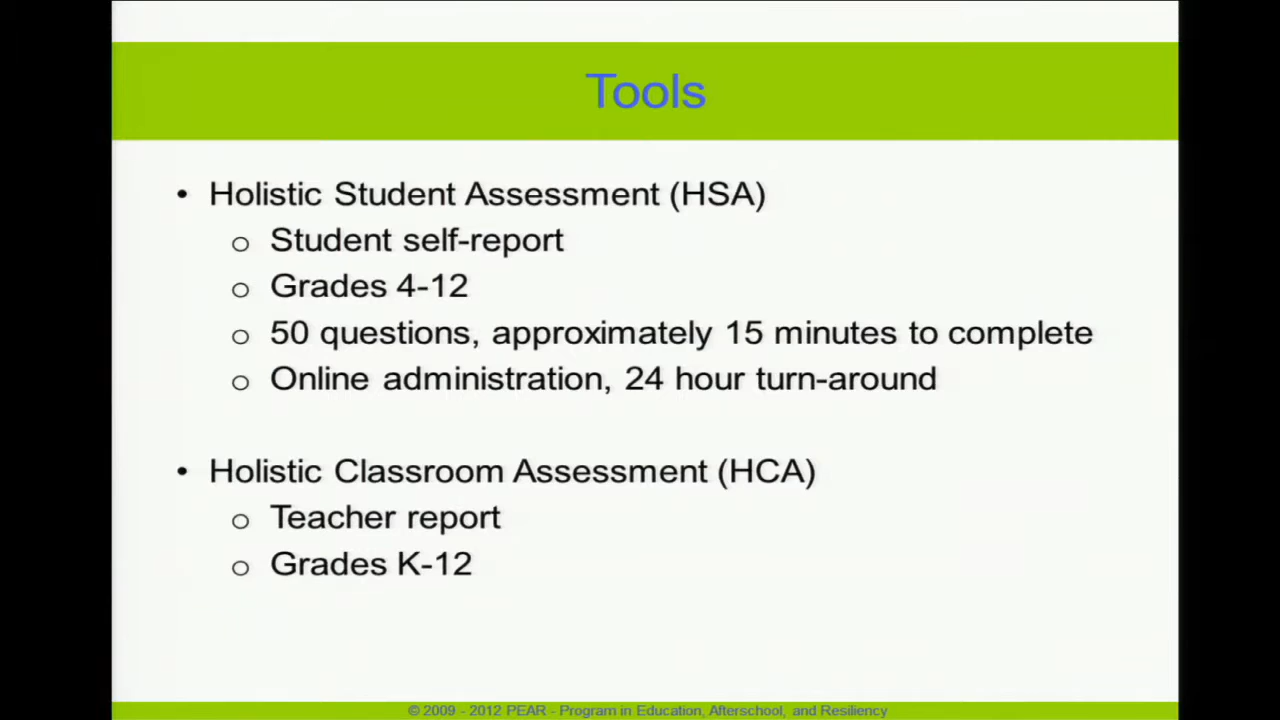 Tools
• Holistic Student Assessment (HSA)
o Student self-report
o Grades 4-12
o 50 questions, approximately 15 minutes to complete
o Online administration, 24 hour turn-around
• Holistic Classroom Assessment (HCA)
o Teacher report
o Grades K-12
© 2009 - 2012 PEAR - Program in Education, Afterschool, and Resiliency